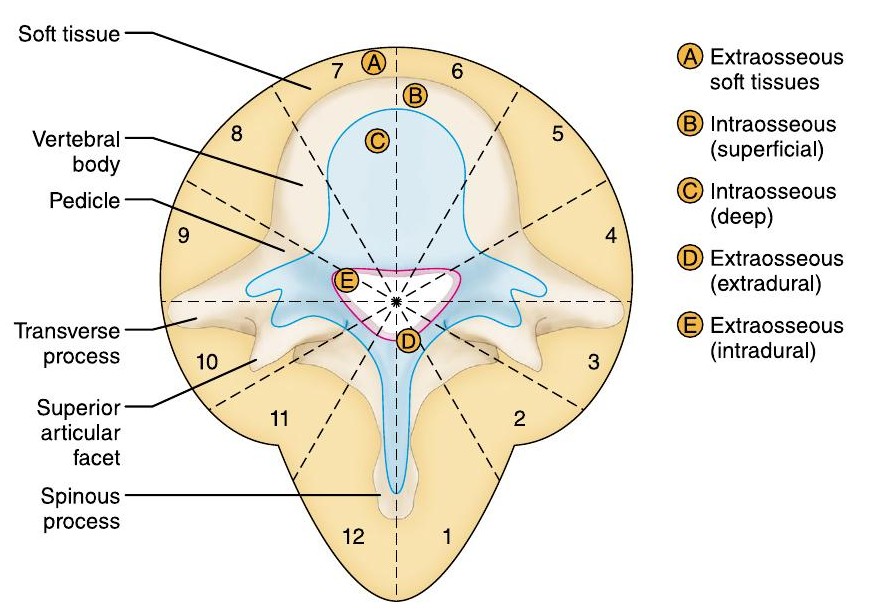 Soft tissue
Vertebral
body
Pedicle
Transverse
process
Superior
articular
facet
Spinous
process
7
A
6
B
8
C
5
9
4
E
D
10
3
11
2
12
1
A Extraosseous
soft tissues
B Intraosseous
(superficial)
C Intraosseous
(deep)
D Extraosseous
(extradural)
E Extraosseous
(intradural)